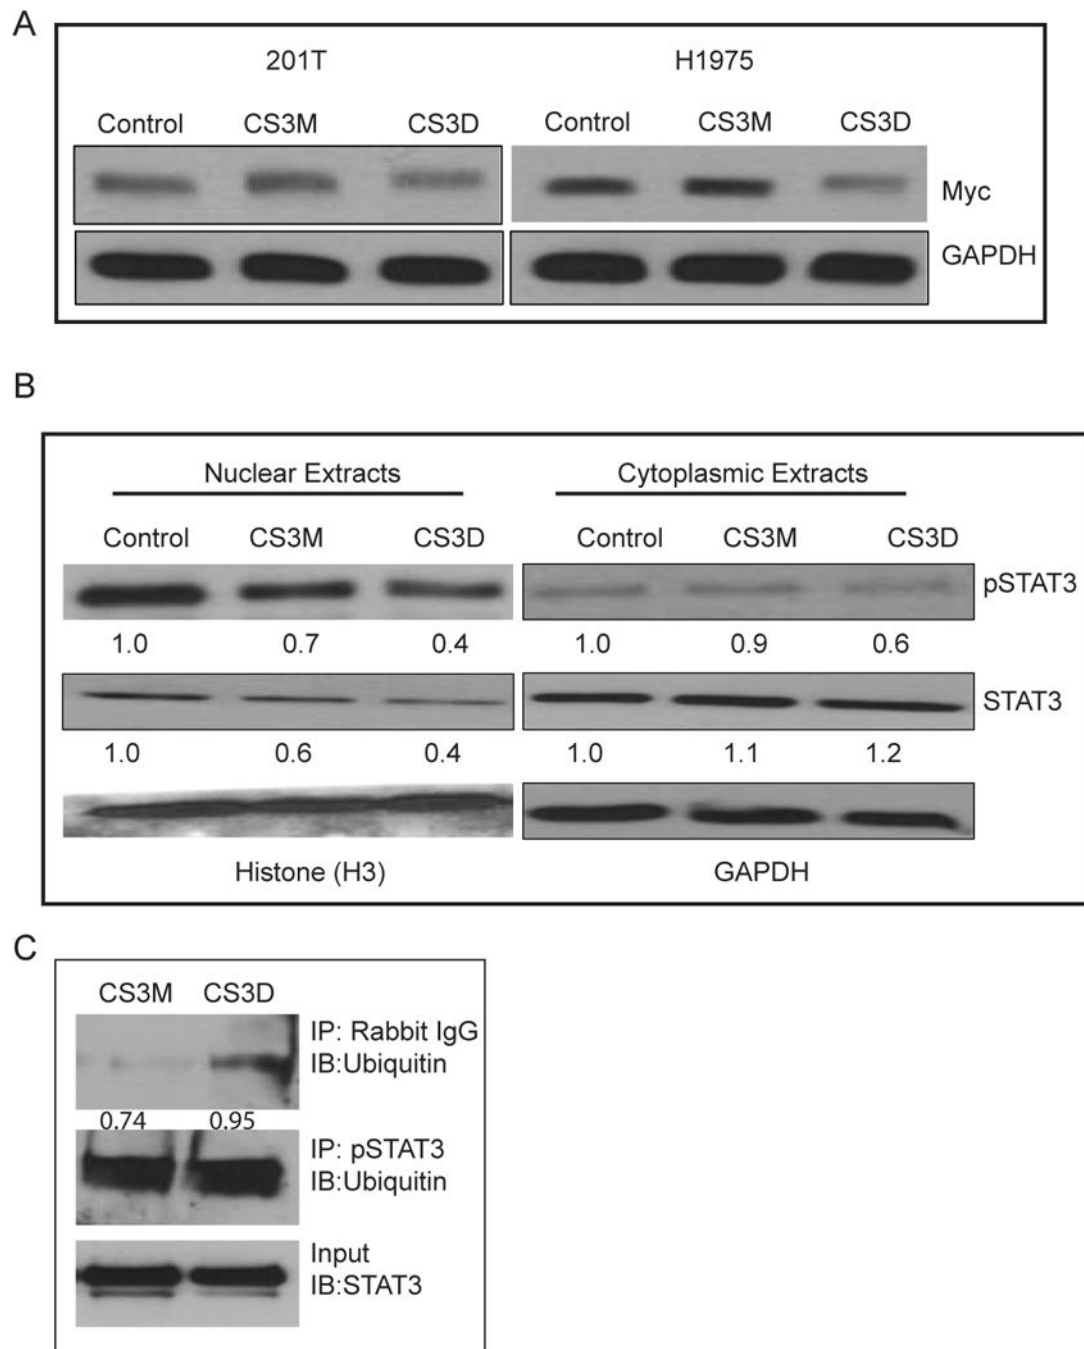 A
201T H1975
Control CS3M CS3D Control CS3M CS3D
Myc
GAPDH
B
Nuclear Extracts Cytoplasmic Extracts
Control CS3M CS3D Control CS3M CS3D
pSTAT3
1.0 0.7 0.4 1.0 0.9 0.6
STAT3
1.0 0.6 0.4 1.0 1.1 1.2
Histone (H3) GAPDH
C
CS3M CS3D
IP: Rabbit IgG
IB:Ubiquitin
0.74 0.95
IP: pSTAT3
IB:Ubiquitin
Input
IB:STAT3